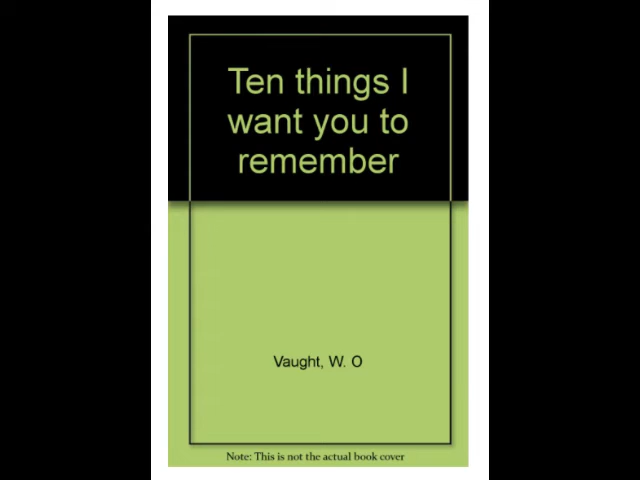 Ten things I
want you to
remember
Vaught, W. O
Note: This is not the actual book cover